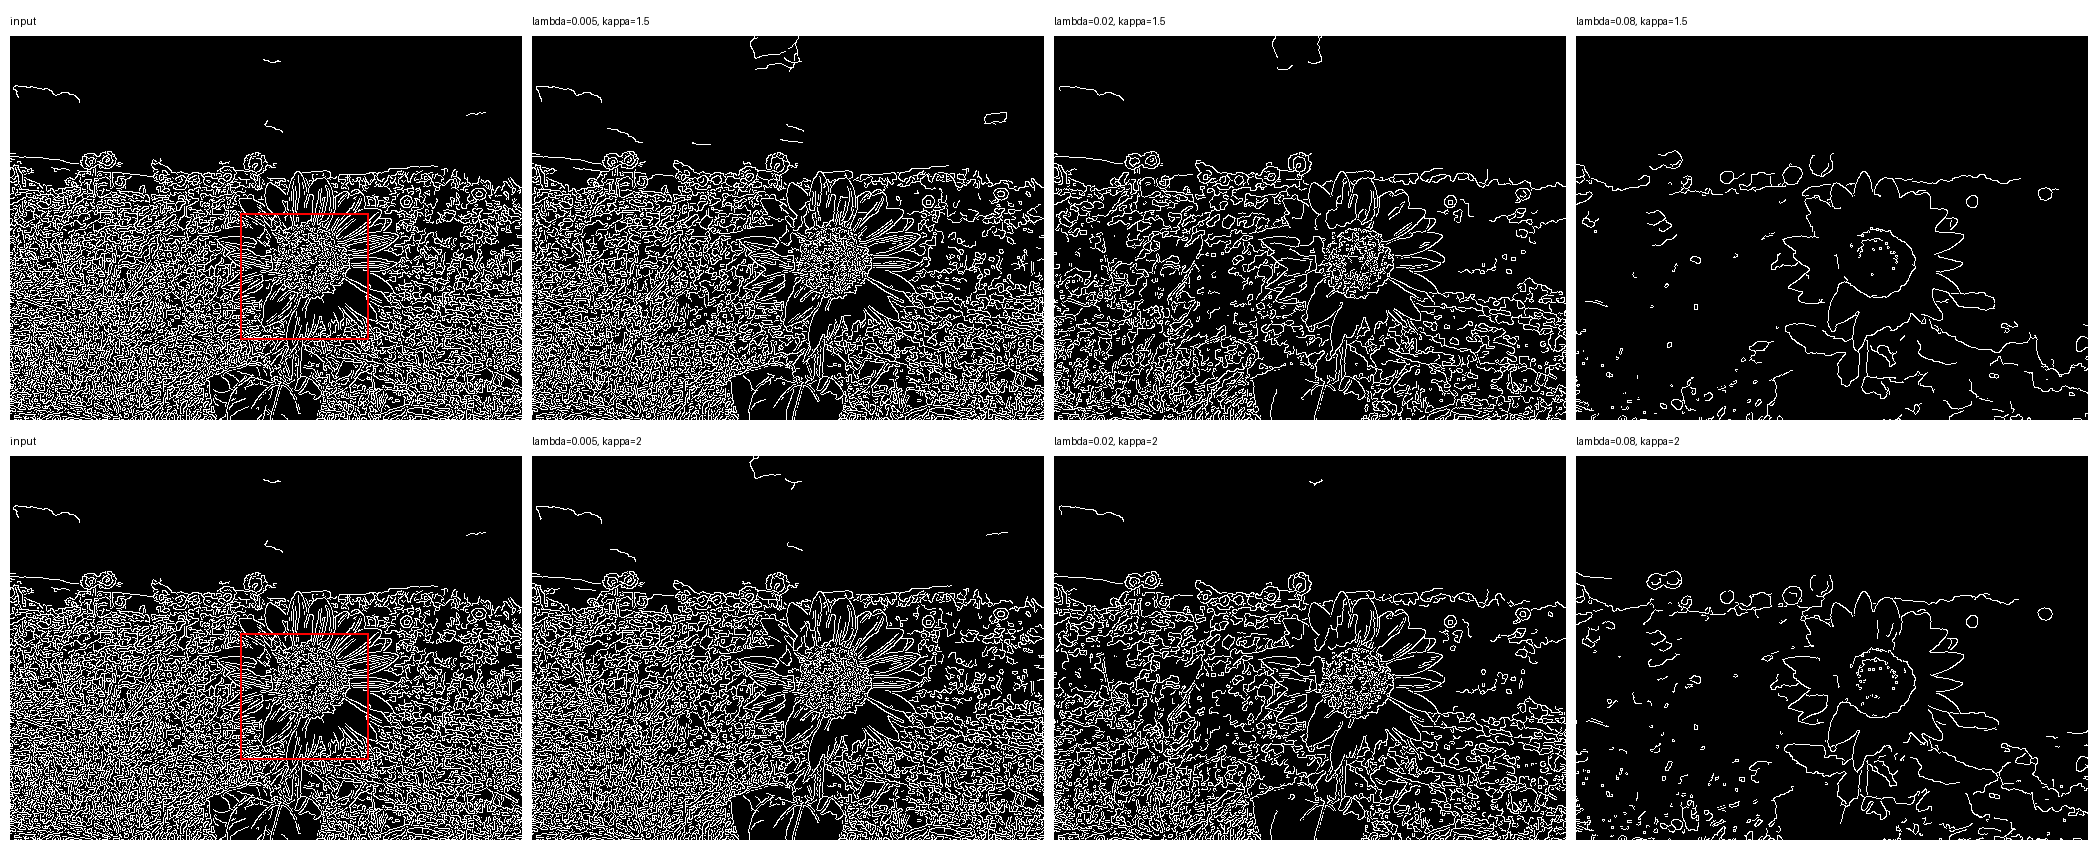 input
lambda=0.005, kappa=1.5
lambda=0.02, kappa=1.5
lambda=0.08, kappa=1.5
input
lambda=0.005, kappa=2
lambda=0.02, kappa=2
lambda=0.08, kappa=2